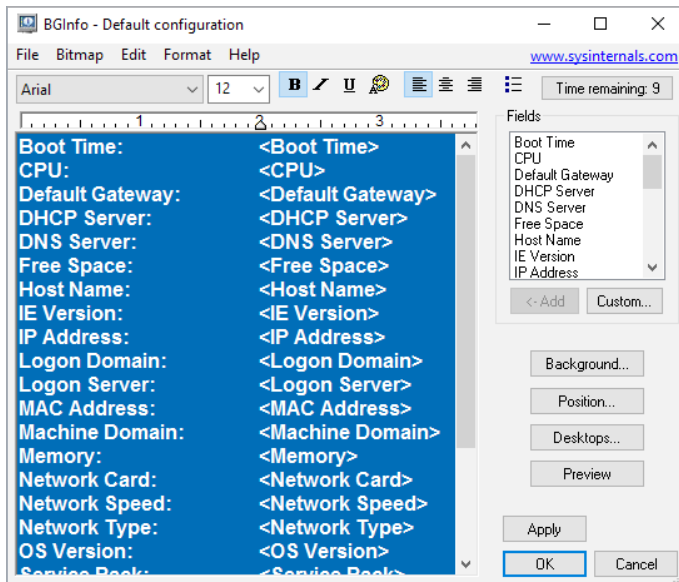 BGInfo - Default configuration
File Bitmap Edit Format Help www.sysinternals.com
Arial 12 B I U Time remaining: 9
1 2 3
Fields
Boot Time: <Boot Time>
CPU: <CPU>
Default Gateway: <Default Gateway>
DHCP Server: <DHCP Server>
DNS Server: <DNS Server>
Free Space: <Free Space>
Host Name: <Host Name>
IE Version: <IE Version>
IP Address: <IP Address>
Logon Domain: <Logon Domain>
Logon Server: <Logon Server>
MAC Address: <MAC Address>
Machine Domain: <Machine Domain>
Memory: <Memory>
Network Card: <Network Card>
Network Speed: <Network Speed>
Network Type: <Network Type>
OS Version: <OS Version>
Service Pack: <Service Pack>
Boot Time
CPU
Default Gateway
DHCP Server
DNS Server
Free Space
Host Name
IE Version
IP Address
<- Add Custom...
Background...
Position...
Desktops...
Preview
Apply
OK Cancel